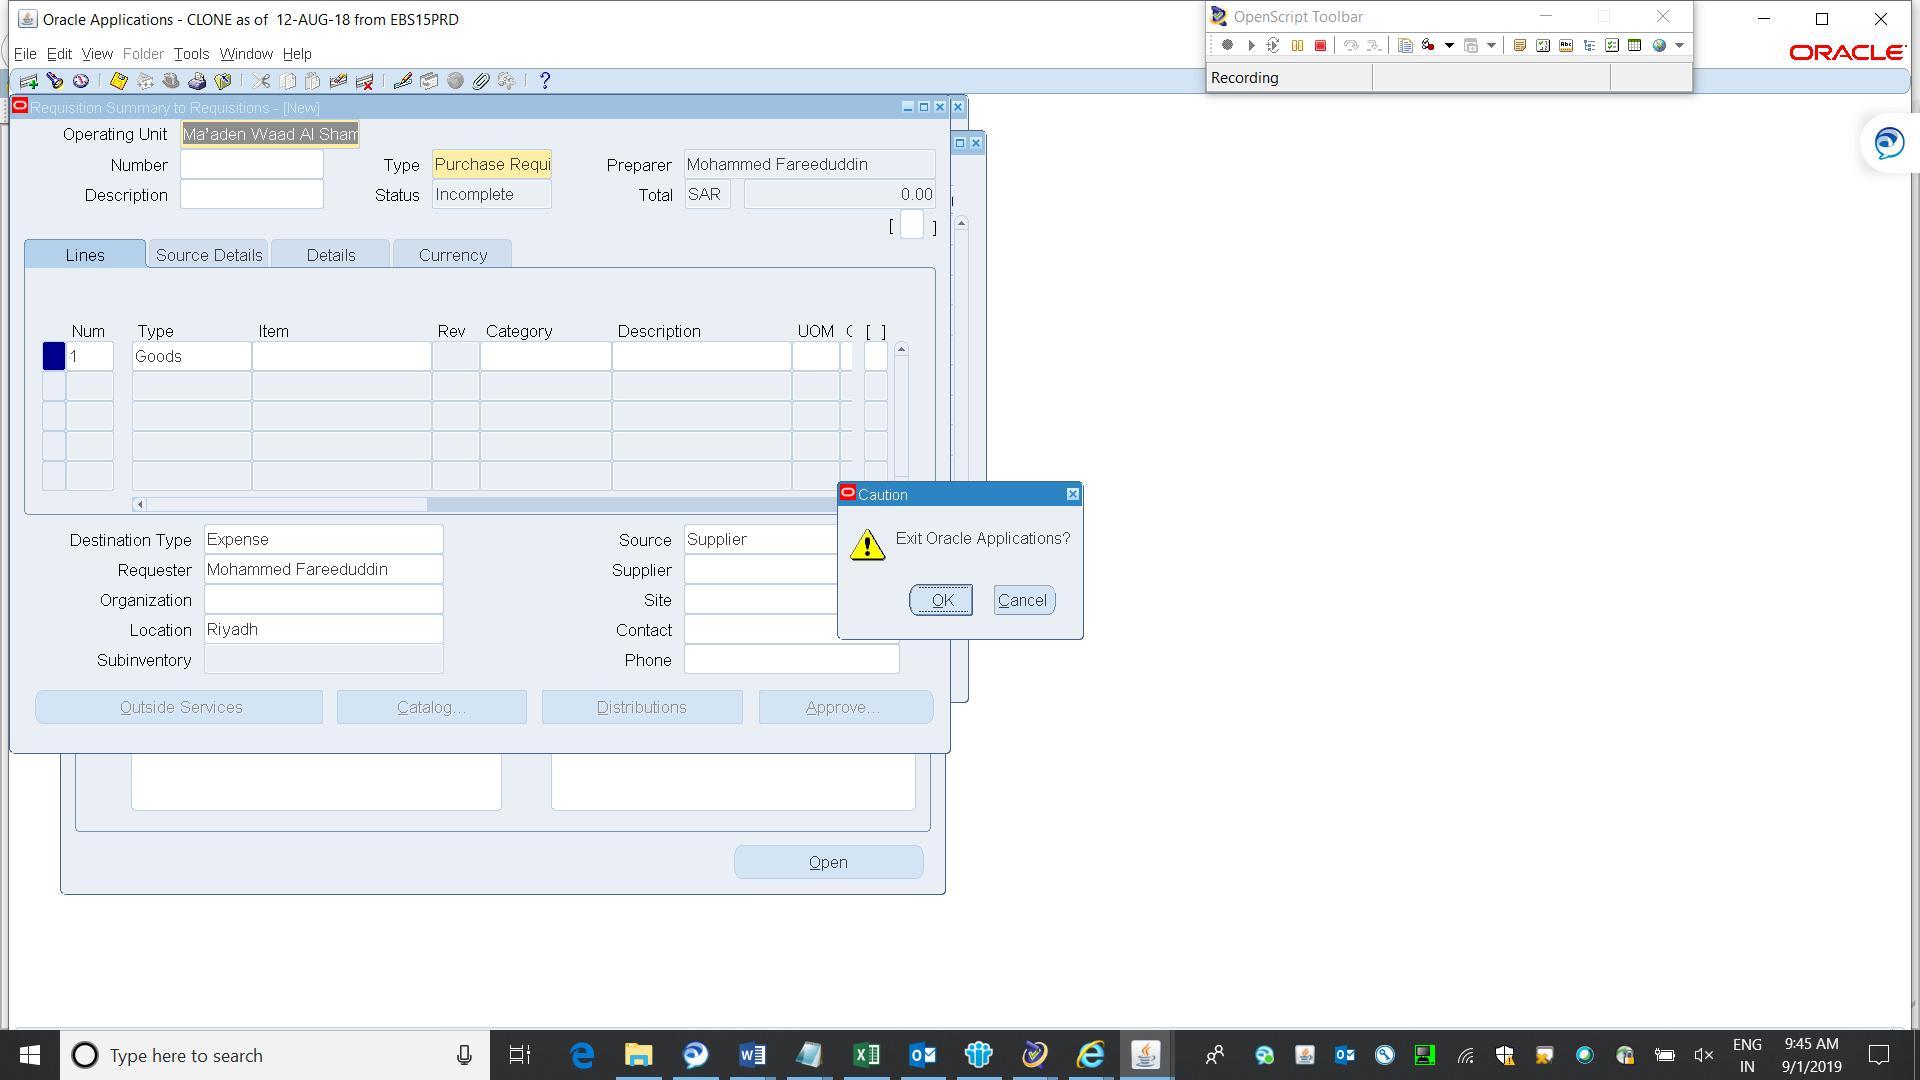 Oracle Applications - CLONE as of  12-AUG-18 from EBS15PRD
OpenScript Toolbar
File Edit View Folder Tools Window Help
ORACLE
Recording
Requisition Summary to Requisitions - [New]
Operating Unit Ma'aden Waad Al Sham
Number Type Purchase Requi Preparer Mohammed Fareeduddin
Description Status Incomplete Total SAR 0.00
[ ]
Lines Source Details Details Currency
Num Type Item Rev Category Description UOM [ ]
1 Goods
Caution
Exit Oracle Applications?
OK Cancel
Destination Type Expense Source Supplier
Requester Mohammed Fareeduddin Supplier
Organization Site
Location Riyadh Contact
Subinventory Phone
Outside Services Catalog... Distributions Approve...
Open
Type here to search
ENG
IN
9:45 AM
9/1/2019